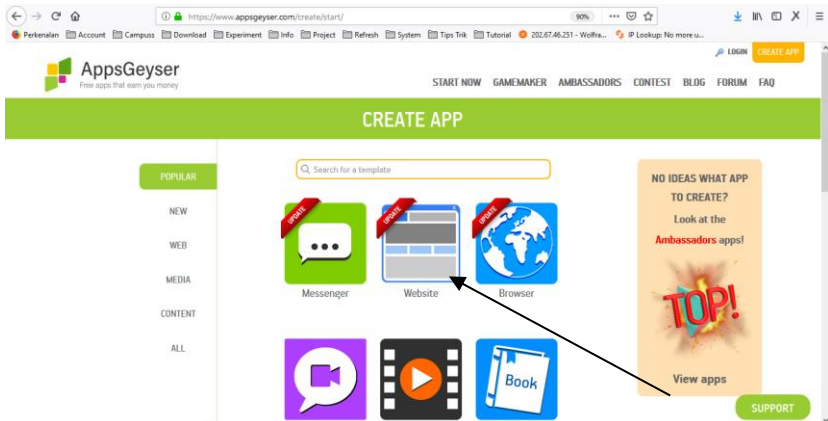 https://www.appsgeyser.com/create/start/
90%
Perkenalan Account Campuss Download Experiment Info Project Refresh System Tips Trik Tutorial 202.67.46.251 - Wolfra... IP Lookup: No more u...
LOGIN CREATE APP
AppsGeyser
Free apps that earn you money
START NOW GAMEMAKER AMBASSADORS CONTEST BLOG FORUM FAQ
CREATE APP
POPULAR
NEW
WEB
MEDIA
CONTENT
ALL
Search for a template
UPDATE UPDATE UPDATE
Messenger Website Browser
Book
NO IDEAS WHAT APP
TO CREATE?
Look at the
Ambassadors apps!
TOP!
View apps
SUPPORT